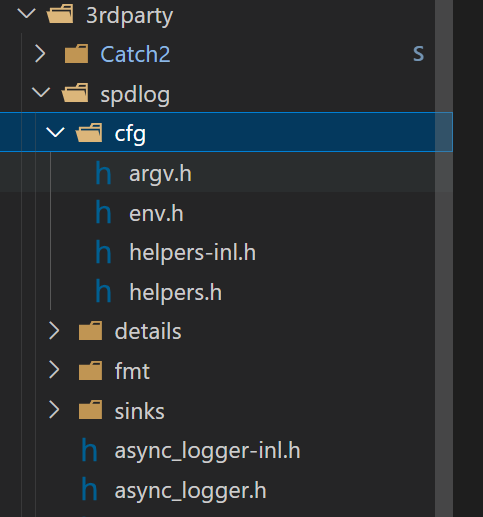 3rdparty
Catch2 S
spdlog
cfg
h argv.h
h env.h
h helpers-inl.h
h helpers.h
details
fmt
sinks
h async_logger-inl.h
h async_logger.h